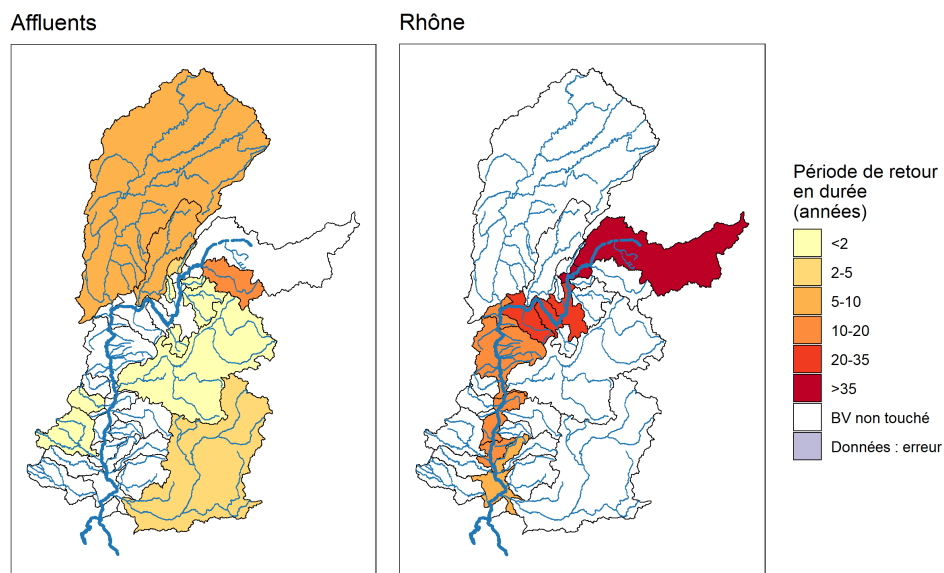 Affluents
Rhône
Période de retour
en durée
(années)
<2
2-5
5-10
10-20
20-35
>35
BV non touché
Données : erreur